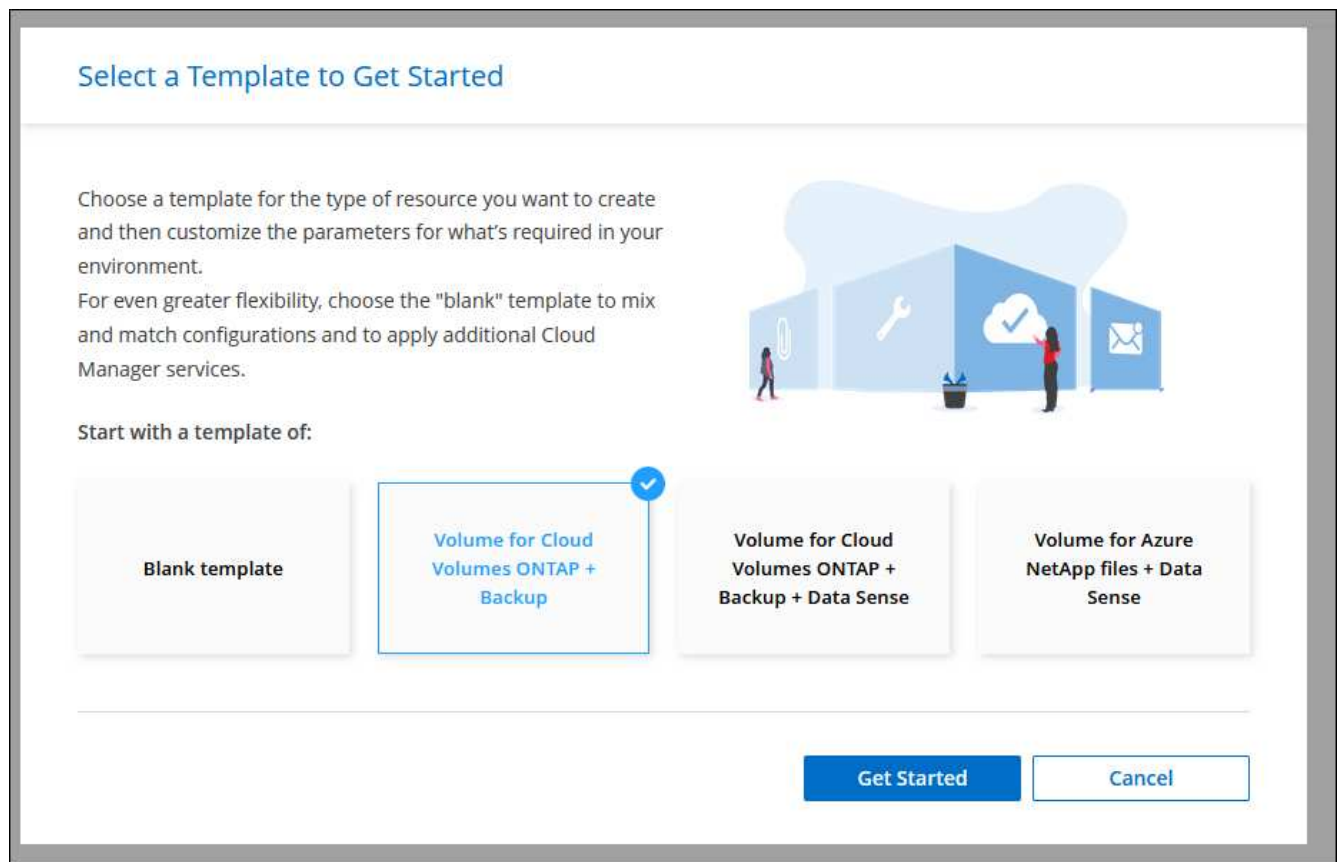 Select a Template to Get Started
Choose a template for the type of resource you want to create
and then customize the parameters for what's required in your
environment.
For even greater flexibility, choose the "blank" template to mix
and match configurations and to apply additional Cloud
Manager services.
Start with a template of:
Blank template
Volume for Cloud
Volumes ONTAP +
Backup
Volume for Cloud
Volumes ONTAP +
Backup + Data Sense
Volume for Azure
NetApp files + Data
Sense
Get Started
Cancel